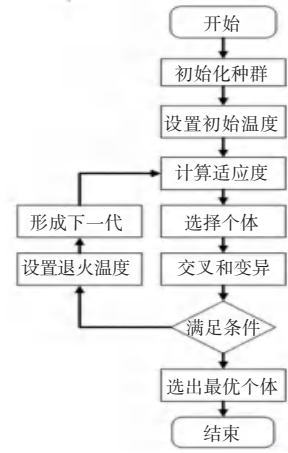 开始
初始化种群
设置初始温度
计算适应度
形成下一代
选择个体
设置退火温度
交叉和变异
满足条件
选出最优个体
结束